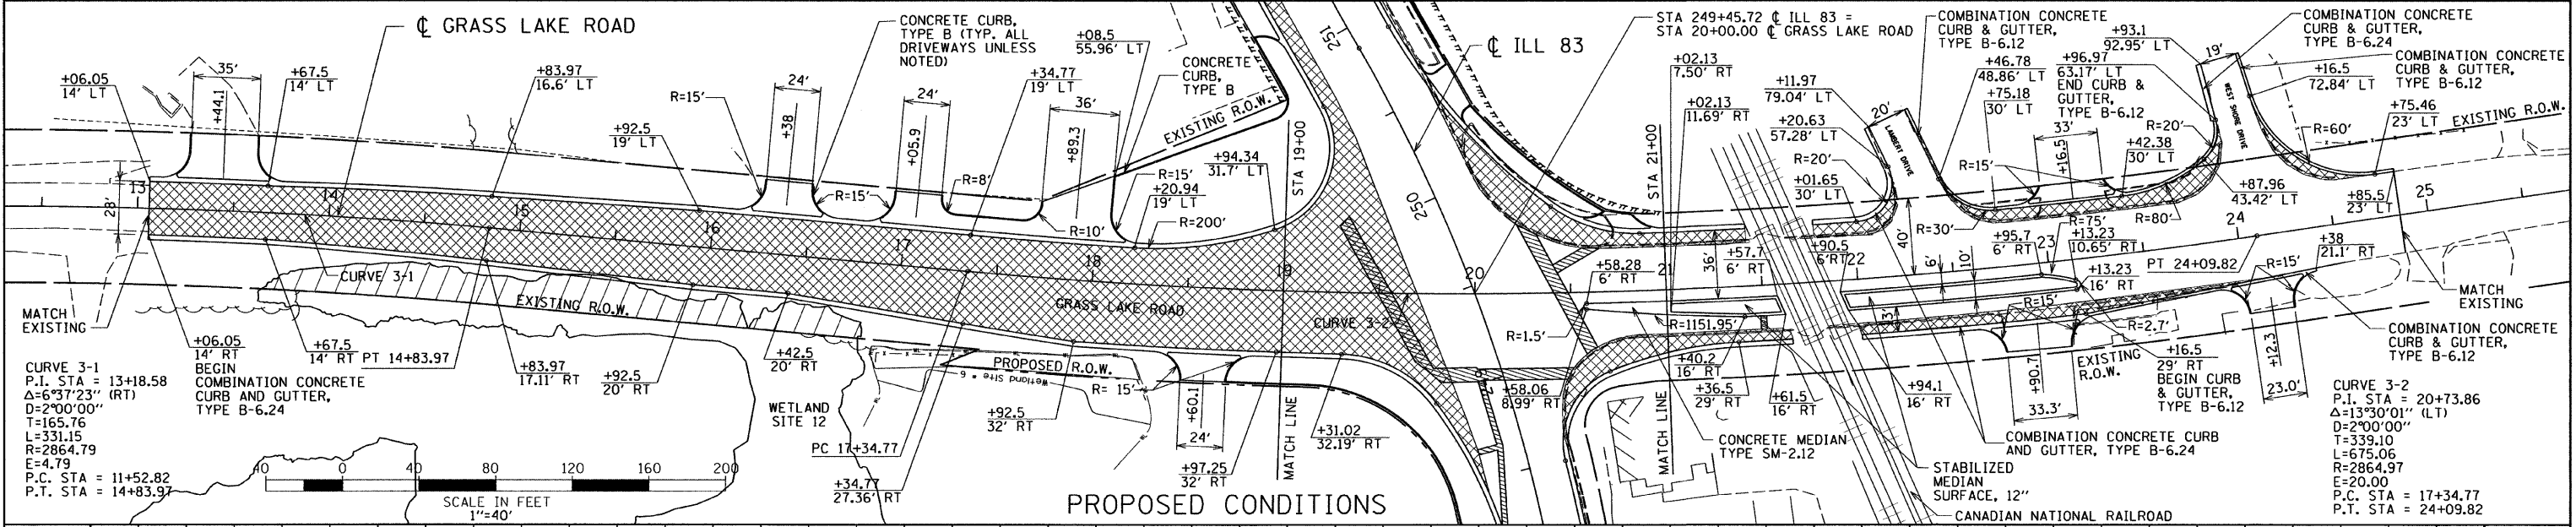 ℄ GRASS LAKE ROAD
CONCRETE CURB,
TYPE B (TYP. ALL
DRIVEWAYS UNLESS
NOTED)
+08.5
55.96' LT
CONCRETE
CURB,
TYPE B
STA 249+45.72 ℄ ILL 83 =
STA 20+00.00 ℄ GRASS LAKE ROAD
℄ ILL 83
251
250
COMBINATION CONCRETE
CURB & GUTTER,
TYPE B-6.12
+93.1
92.95' LT
19'
COMBINATION CONCRETE
CURB & GUTTER,
TYPE B-6.24
COMBINATION CONCRETE
CURB & GUTTER,
TYPE B-6.12
+06.05
14' LT
35'
+44.1
+67.5
14' LT
+83.97
16.6' LT
R=15'
+92.5
19' LT
24'
+38
R=15'
24'
+05.9
R=8'
+34.77
19' LT
36'
+89.3
R=10'
EXISTING R.O.W.
R=15'
+20.94
19' LT
R=200'
+94.34
31.7' LT
STA 19+00
+02.13
7.50' RT
+02.13
11.69' RT
STA 21+00
+11.97
79.04' LT
+20.63
57.28' LT
R=20'
+01.65
30' LT
20'
LAMBERT DRIVE
+46.78
48.86' LT
+75.18
30' LT
+96.97
63.17' LT
END CURB &
GUTTER,
TYPE B-6.12
33'
R=15'
+16.5
R=20'
+42.38
30' LT
WEST SHORE DRIVE
+16.5
72.84' LT
R=60'
+75.46
23' LT
EXISTING R.O.W.
+87.96
43.42' LT
R=80'
R=30'
+85.5
23' LT
28'
13
14
15
16
17
18
19
20
21
22
23
24
25
36'
40'
+57.7
6' RT
+58.28
6' RT
+90.5
6'RT
+95.7
6' RT
R=75'
+13.23
10.65' RT
6'
10'
PT 24+09.82
+13.23
16' RT
+38
21.1' RT
R=15'
MATCH
EXISTING
CURVE 3-1
EXISTING R.O.W.
GRASS LAKE ROAD
CURVE 3-2
R=1.5'
R=1151.95'
13'
R=15'
R=2.7'
MATCH
EXISTING
+06.05
14' RT
BEGIN
COMBINATION CONCRETE
CURB AND GUTTER,
TYPE B-6.24
+67.5
14' RT
PT 14+83.97
+83.97
17.11' RT
+92.5
20' RT
+42.5
20' RT
WETLAND
SITE 12
PROPOSED R.O.W.
Wetland Site # 6
R= 15'
+92.5
32' RT
PC 17+34.77
+34.77
27.36' RT
+60.1
24'
+97.25
32' RT
MATCH LINE
+31.02
32.19' RT
+58.06
8.99' RT
MATCH LINE
+40.2
16' RT
+36.5
29' RT
+61.5
16' RT
CONCRETE MEDIAN
TYPE SM-2.12
+94.1
16' RT
+90.7
33.3'
EXISTING
R.O.W.
+16.5
29' RT
BEGIN CURB
& GUTTER,
TYPE B-6.12
+12.3
23.0'
COMBINATION CONCRETE
CURB & GUTTER,
TYPE B-6.12
COMBINATION CONCRETE CURB
AND GUTTER, TYPE B-6.24
STABILIZED
MEDIAN
SURFACE, 12"
CANADIAN NATIONAL RAILROAD
CURVE 3-1
P.I. STA = 13+18.58
Δ=6°37'23" (RT)
D=2°00'00"
T=165.76
L=331.15
R=2864.79
E=4.79
P.C. STA = 11+52.82
P.T. STA = 14+83.97
40 0 40 80 120 160 200
SCALE IN FEET
1"=40'
PROPOSED CONDITIONS
CURVE 3-2
P.I. STA = 20+73.86
Δ=13°30'01" (LT)
D=2°00'00"
T=339.10
L=675.06
R=2864.97
E=20.00
P.C. STA = 17+34.77
P.T. STA = 24+09.82